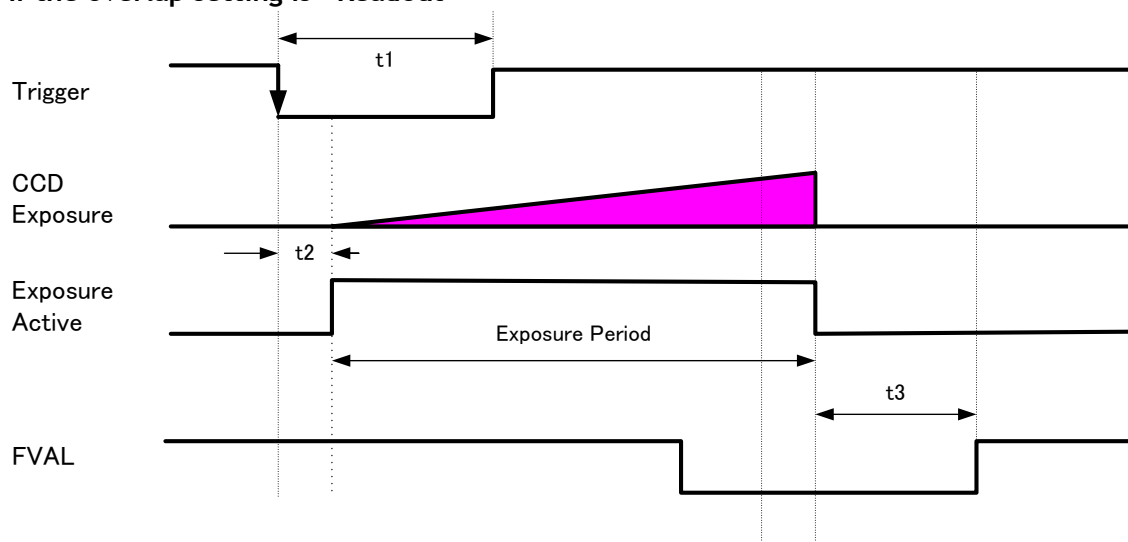 t1
Trigger
CCD
Exposure
t2
Exposure
Active
Exposure Period
t3
FVAL